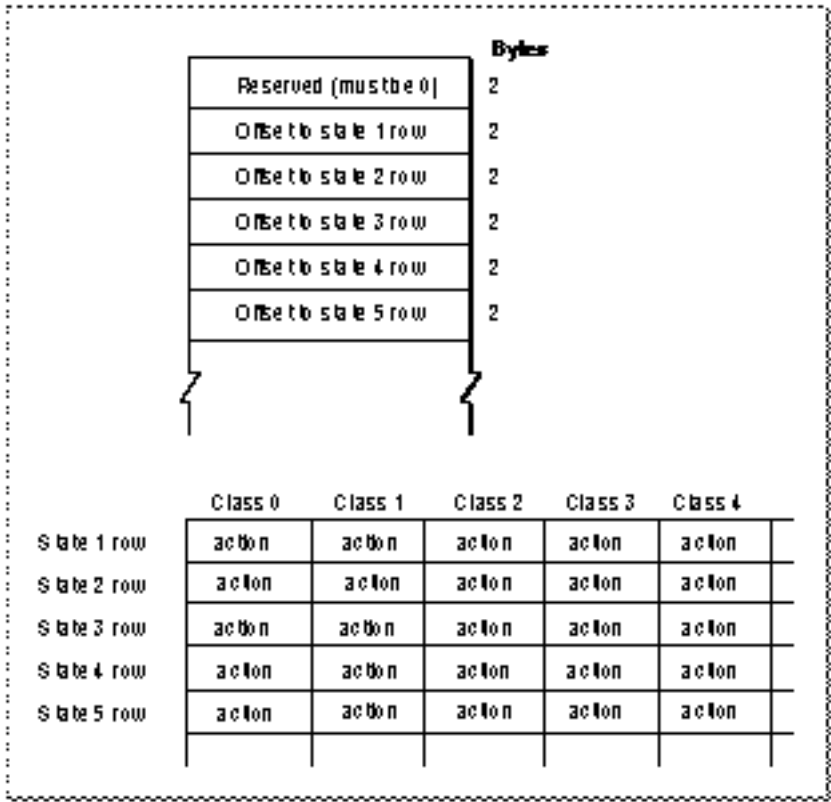 Bytes
Reserved (must be 0) 2
Offset to state 1 row 2
Offset to state 2 row 2
Offset to state 3 row 2
Offset to state 4 row 2
Offset to state 5 row 2
Class 0 Class 1 Class 2 Class 3 Class 4
State 1 row action action action action action
State 2 row action action action action action
State 3 row action action action action action
State 4 row action action action action action
State 5 row action action action action action